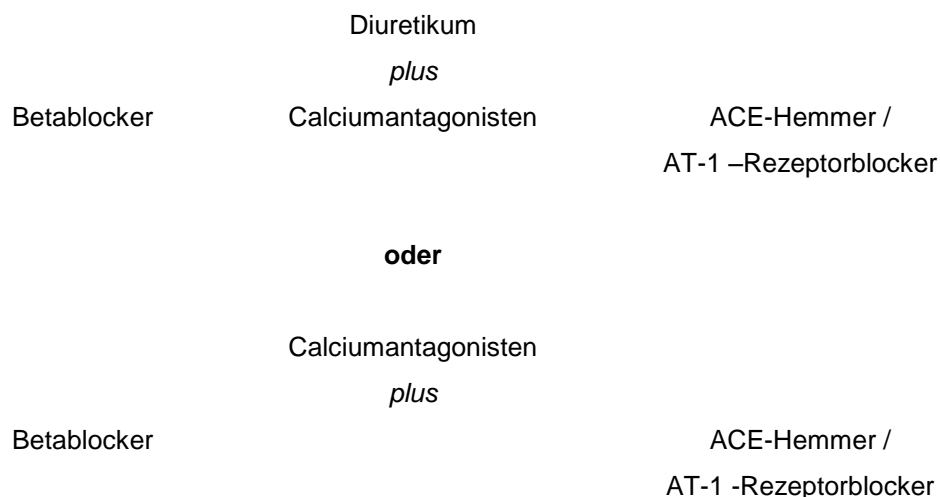 Diuretikum
plus
Betablocker Calciumantagonisten ACE-Hemmer /
AT-1 –Rezeptorblocker
oder
Calciumantagonisten
plus
Betablocker ACE-Hemmer /
AT-1 -Rezeptorblocker